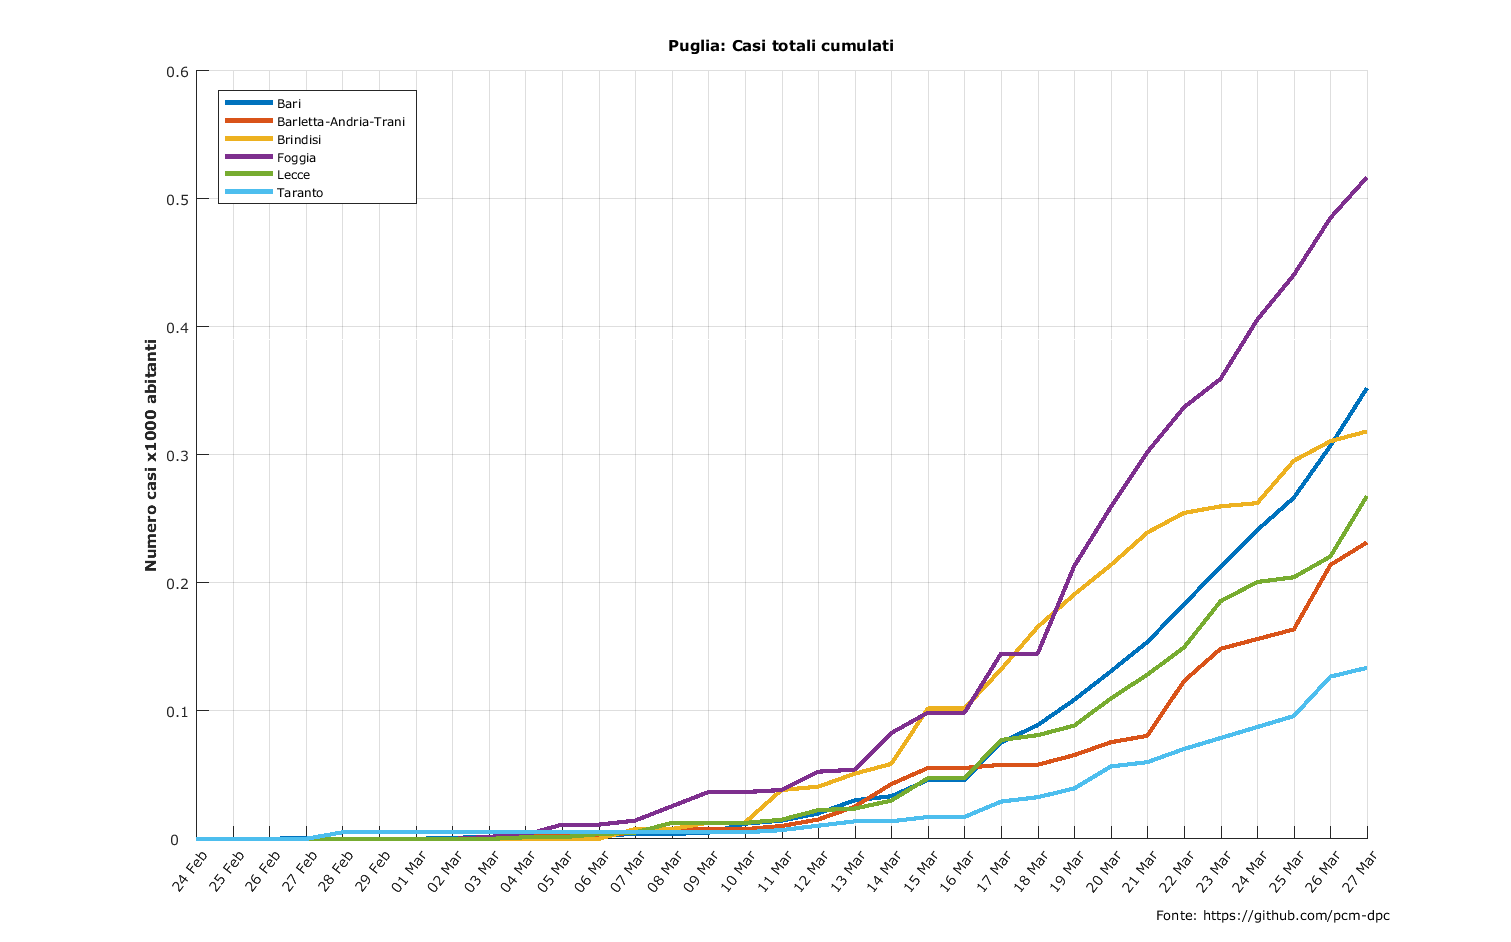 Puglia: Casi totali cumulati
Numero casi x1000 abitanti
0.6
0.5
0.4
0.3
0.2
0.1
0
Bari
Barletta-Andria-Trani
Brindisi
Foggia
Lecce
Taranto
24 Feb
25 Feb
26 Feb
27 Feb
28 Feb
29 Feb
01 Mar
02 Mar
03 Mar
04 Mar
05 Mar
06 Mar
07 Mar
08 Mar
09 Mar
10 Mar
11 Mar
12 Mar
13 Mar
14 Mar
15 Mar
16 Mar
17 Mar
18 Mar
19 Mar
20 Mar
21 Mar
22 Mar
23 Mar
24 Mar
25 Mar
26 Mar
27 Mar
Fonte: https://github.com/pcm-dpc